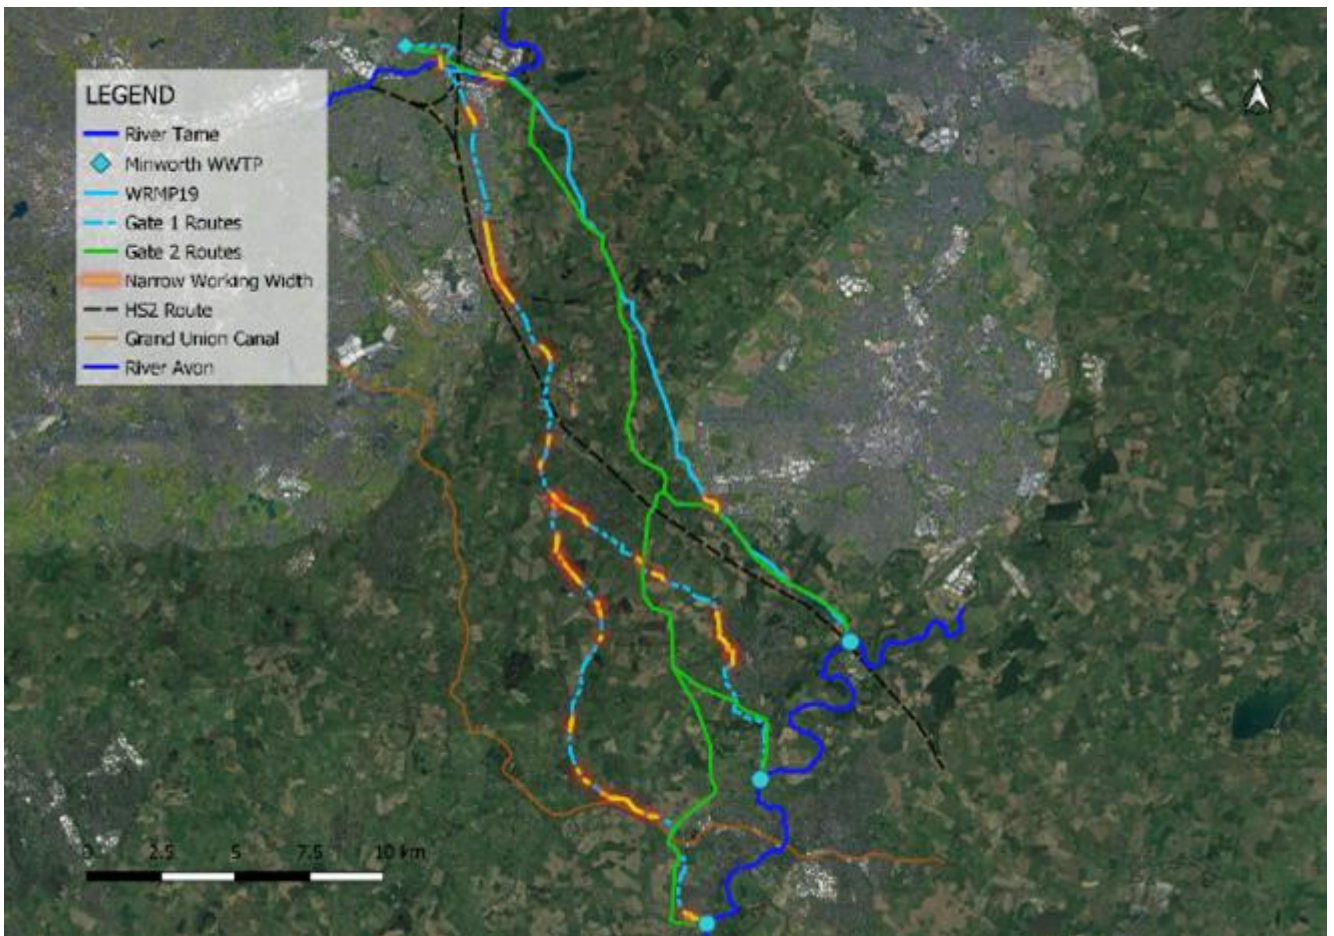 LEGEND
River Tame
Minworth WWTP
WRMP19
Gate 1 Routes
Gate 2 Routes
Narrow Working Width
HS2 Route
Grand Union Canal
River Avon
0 2.5 5 7.5 10 km